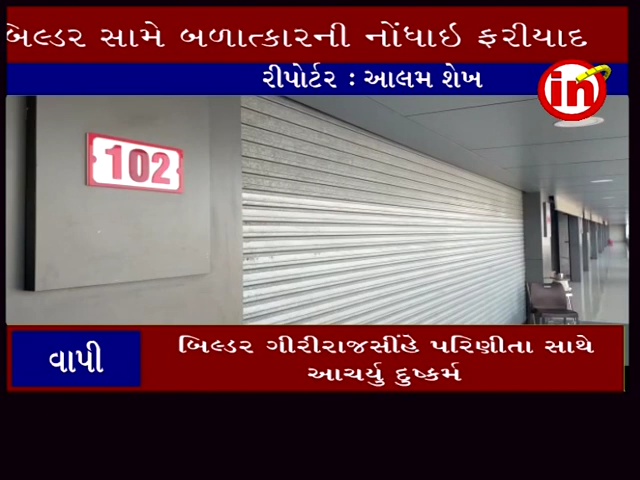 બિલ્ડર સામે બળાત્કારની નોંધાઇ ફરીયાદ
રીપોર્ટર : આલમ શેખ
in
102
વાપી
બિલ્ડર ગીરીરાજસીંહે પરિણીતા સાથે
આચર્યુ દુષ્કર્મ